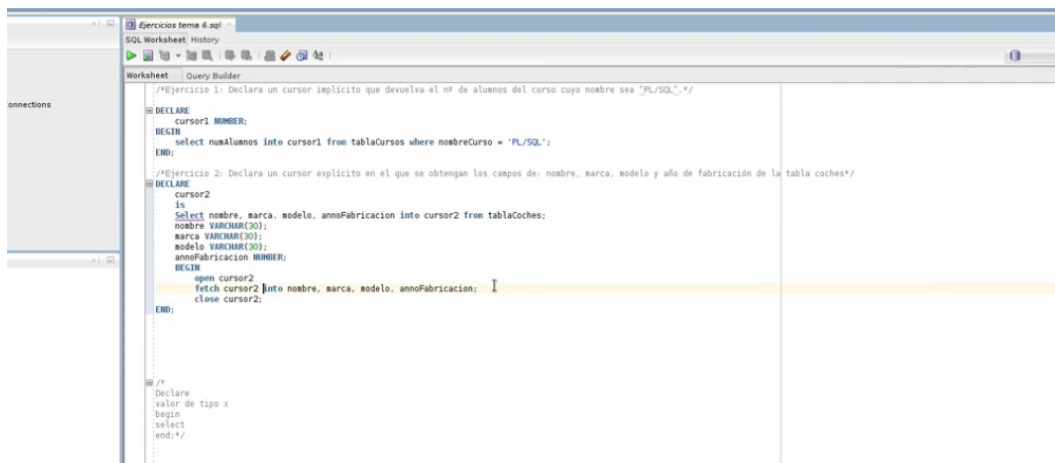 Ejercicios tema 6.sql
SQL Worksheet History
Worksheet Query Builder
onnections
/*Ejercicio 1: Declara un cursor implícito que devuelva el nº de alumnos del curso cuyo nombre sea "PL/SQL".*/
DECLARE
cursor1 NUMBER;
BEGIN
select numAlumnos into cursor1 from tablaCursos where nombreCurso = 'PL/SQL';
END;
/*Ejercicio 2: Declara un cursor explícito en el que se obtengan los campos de: nombre, marca, modelo y año de fabricación de la tabla coches*/
DECLARE
cursor2
is
Select nombre, marca. modelo, annoFabricacion into cursor2 from tablaCoches;
nombre VARCHAR(30);
marca VARCHAR(30);
modelo VARCHAR(30);
annoFabricacion NUMBER;
BEGIN
open cursor2
fetch cursor2 into nombre, marca, modelo, annoFabricacion;
close cursor2;
END;
/*
Declare
valor de tipo x
begin
select
end;*/